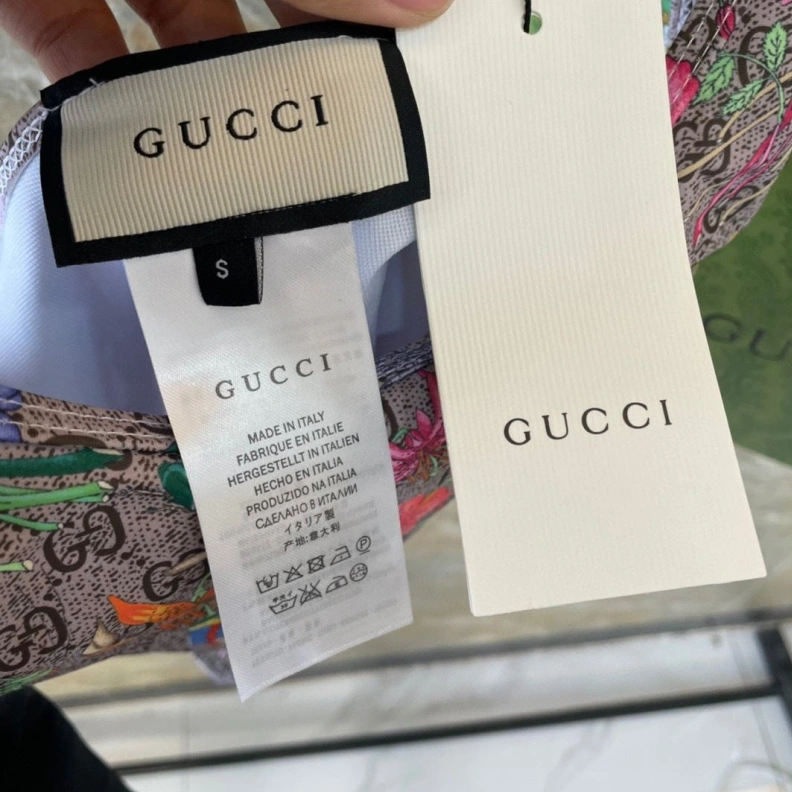 GUCCI
S
GUCCI
MADE IN ITALY
FABRIQUE EN ITALIE
HERGESTELLT IN ITALIEN
HECHO EN ITALIA
PRODUZIDO NA ITALIA
СДЕЛАНО В ИТАЛИИ
イタリア製
产地:意大利
GUCCI
GU